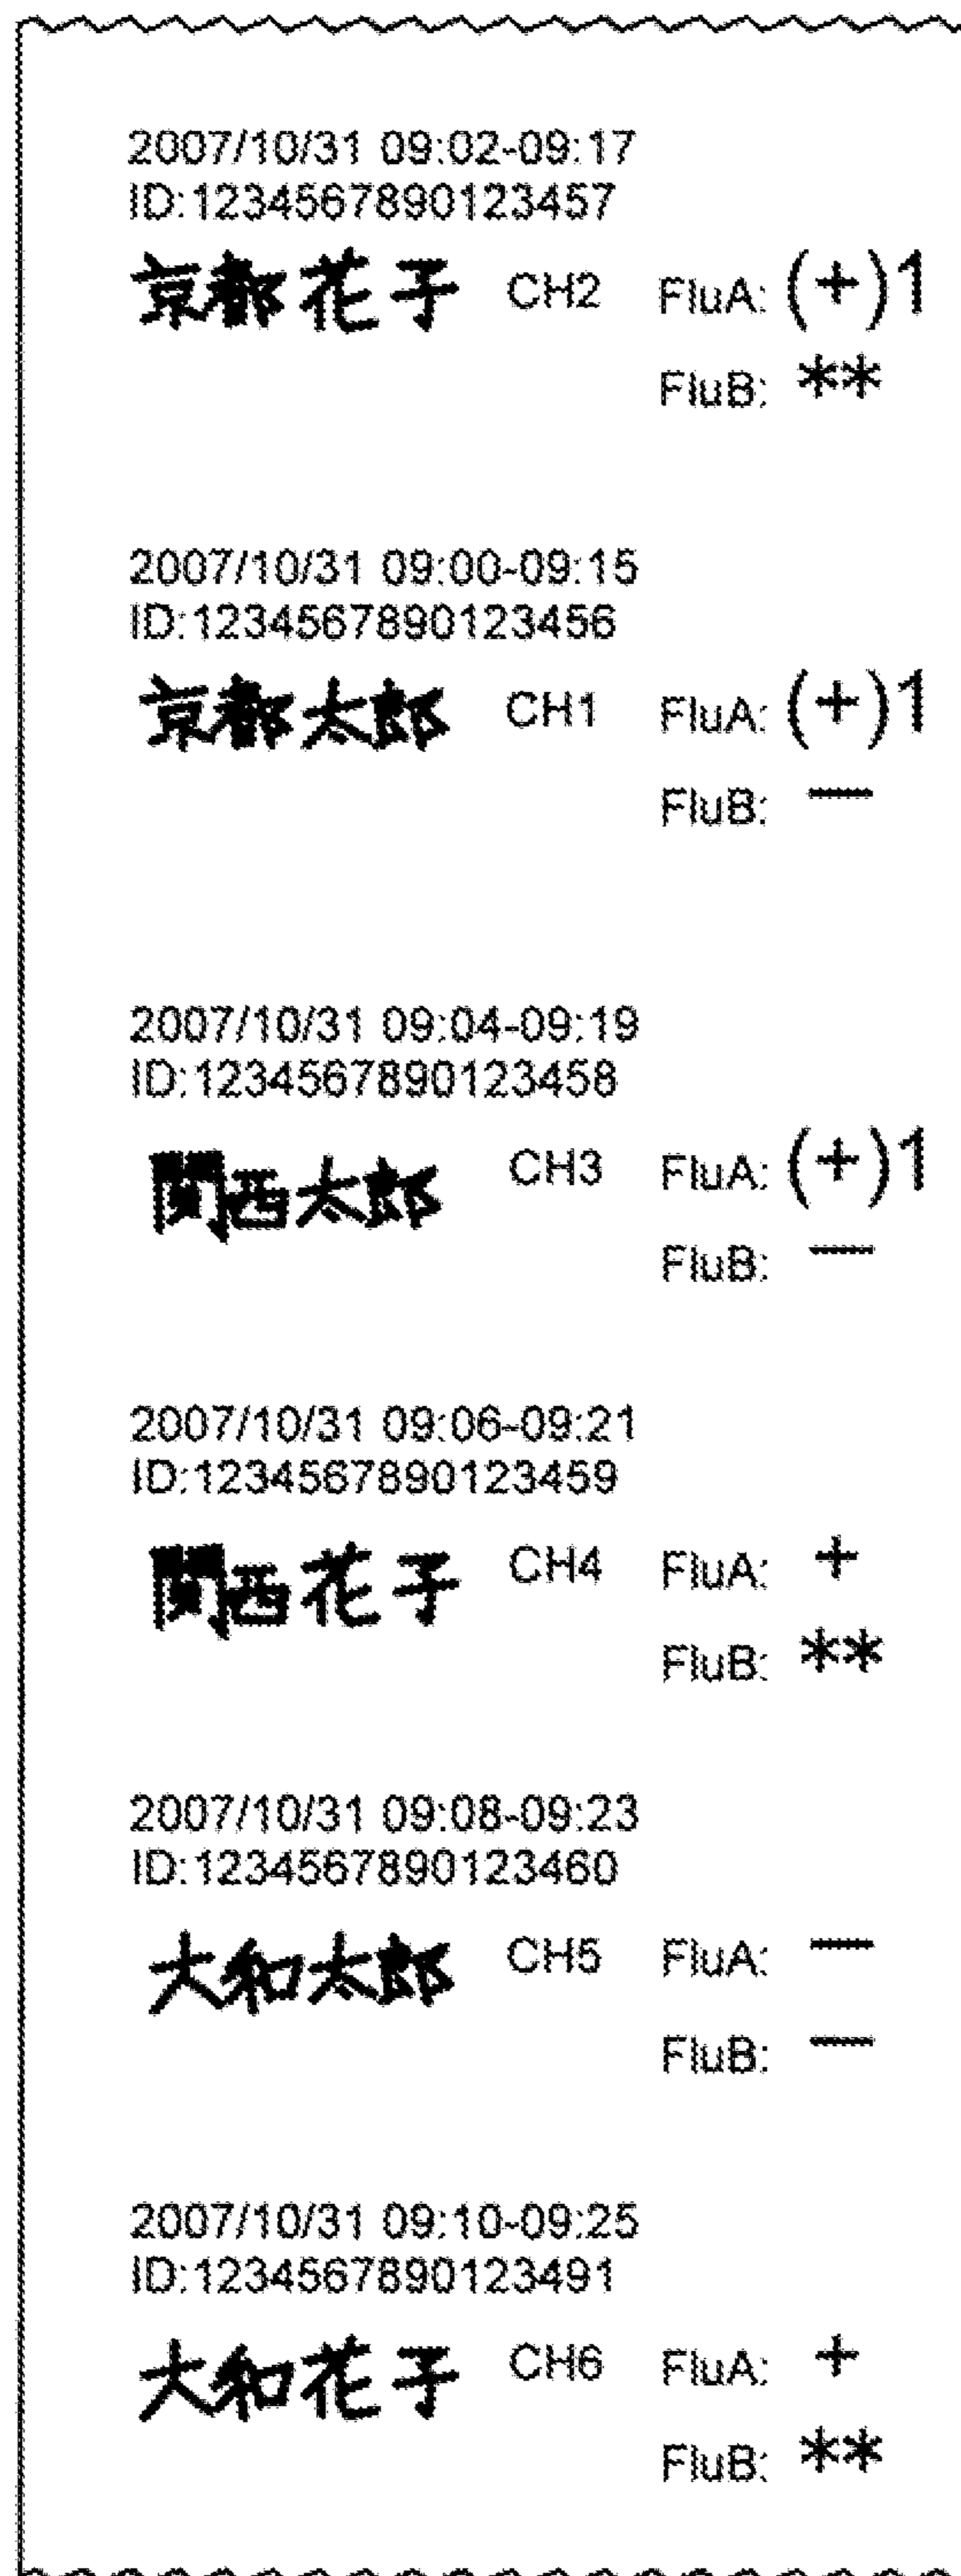 2007/10/31 09:02-09:17
ID:1234567890123457
京都花子 CH2 FluA: (+)1
FluB: **
2007/10/31 09:00-09:15
ID:1234567890123456
京都太郎 CH1 FluA: (+)1
FluB: —
2007/10/31 09:04-09:19
ID:1234567890123458
関西太郎 CH3 FluA: (+)1
FluB: —
2007/10/31 09:06-09:21
ID:1234567890123459
関西花子 CH4 FluA: +
FluB: **
2007/10/31 09:08-09:23
ID:1234567890123460
大和太郎 CH5 FluA: —
FluB: —
2007/10/31 09:10-09:25
ID:1234567890123491
大和花子 CH6 FluA: +
FluB: **